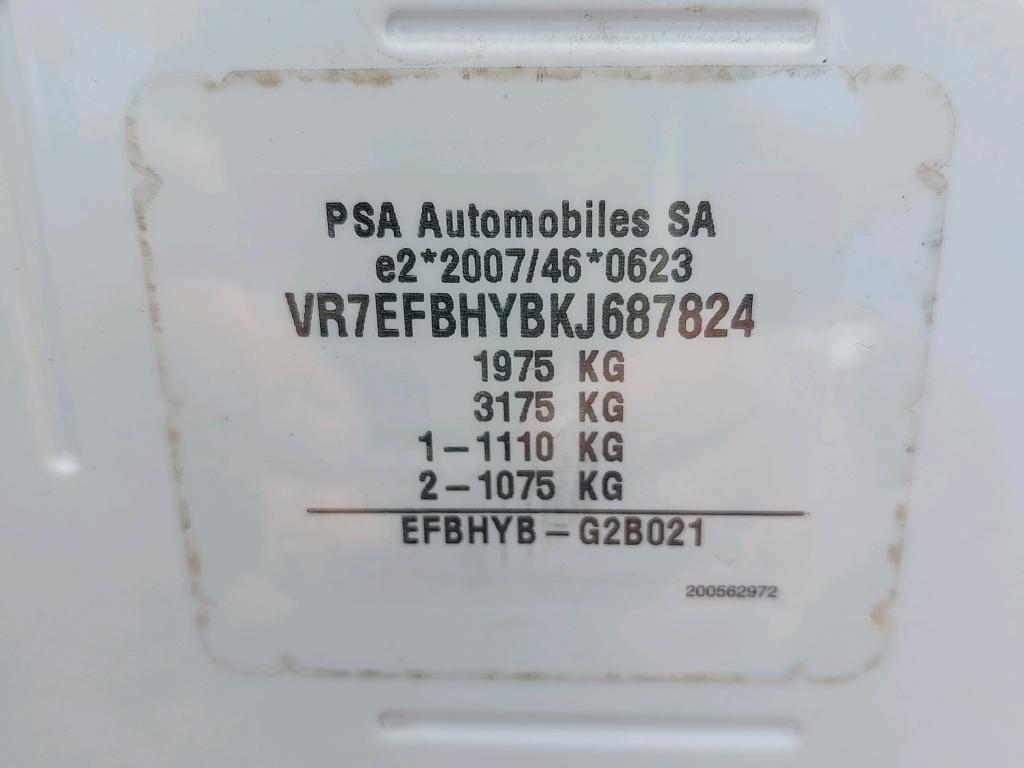 PSA Automobiles SA
e2*2007/46*0623
VR7EFBHYBKJ687824
1975 KG
3175 KG
1-1110 KG
2-1075 KG
EFBHYB-G2B021
200562972